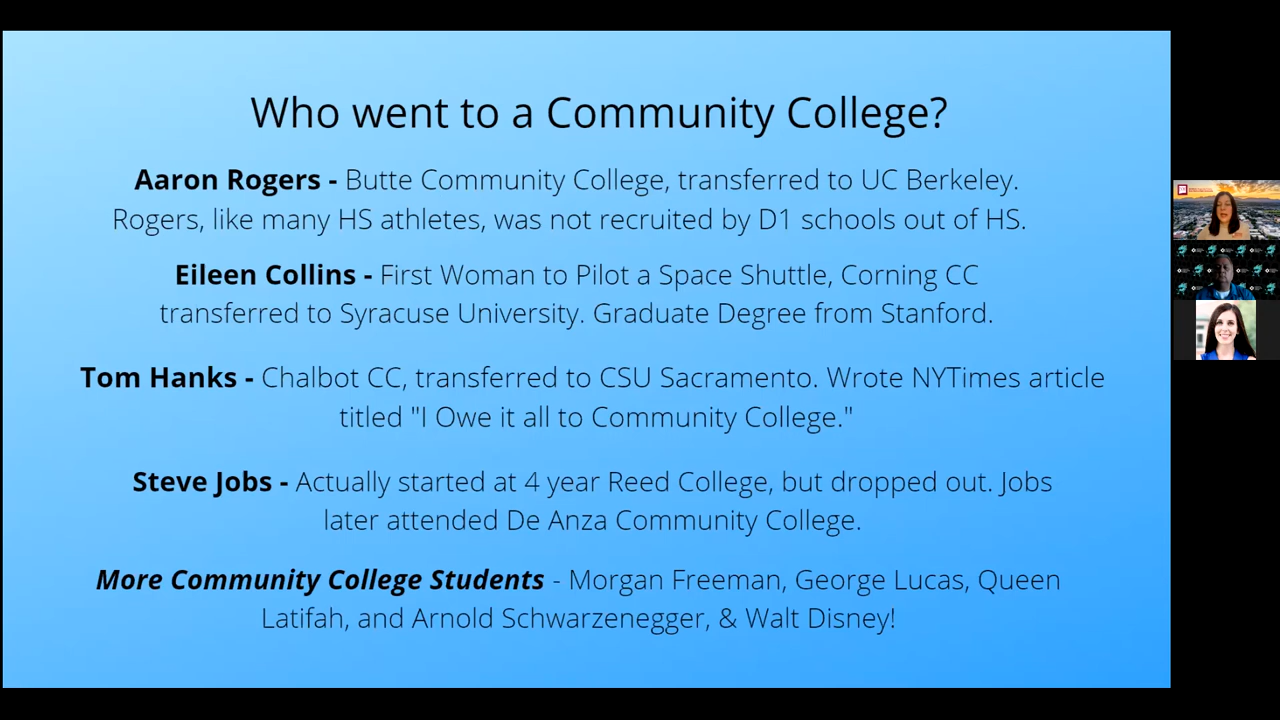 Who went to a Community College?
Aaron Rogers - Butte Community College, transferred to UC Berkeley.
Rogers, like many HS athletes, was not recruited by D1 schools out of HS.
Eileen Collins - First Woman to Pilot a Space Shuttle, Corning CC
transferred to Syracuse University. Graduate Degree from Stanford.
Tom Hanks - Chalbot CC, transferred to CSU Sacramento. Wrote NYTimes article
titled "I Owe it all to Community College."
Steve Jobs - Actually started at 4 year Reed College, but dropped out. Jobs
later attended De Anza Community College.
More Community College Students - Morgan Freeman, George Lucas, Queen
Latifah, and Arnold Schwarzenegger, & Walt Disney!